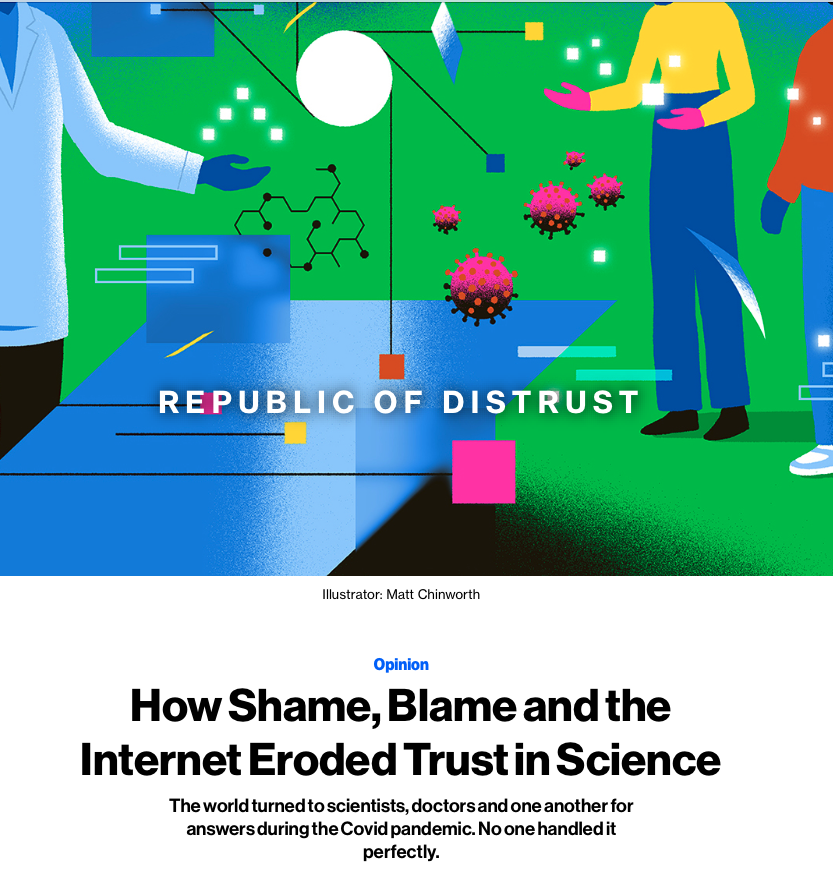 REPUBLIC OF DISTRUST
Illustrator: Matt Chinworth
Opinion
How Shame, Blame and the
Internet Eroded Trust in Science
The world turned to scientists, doctors and one another for
answers during the Covid pandemic. No one handled it
perfectly.